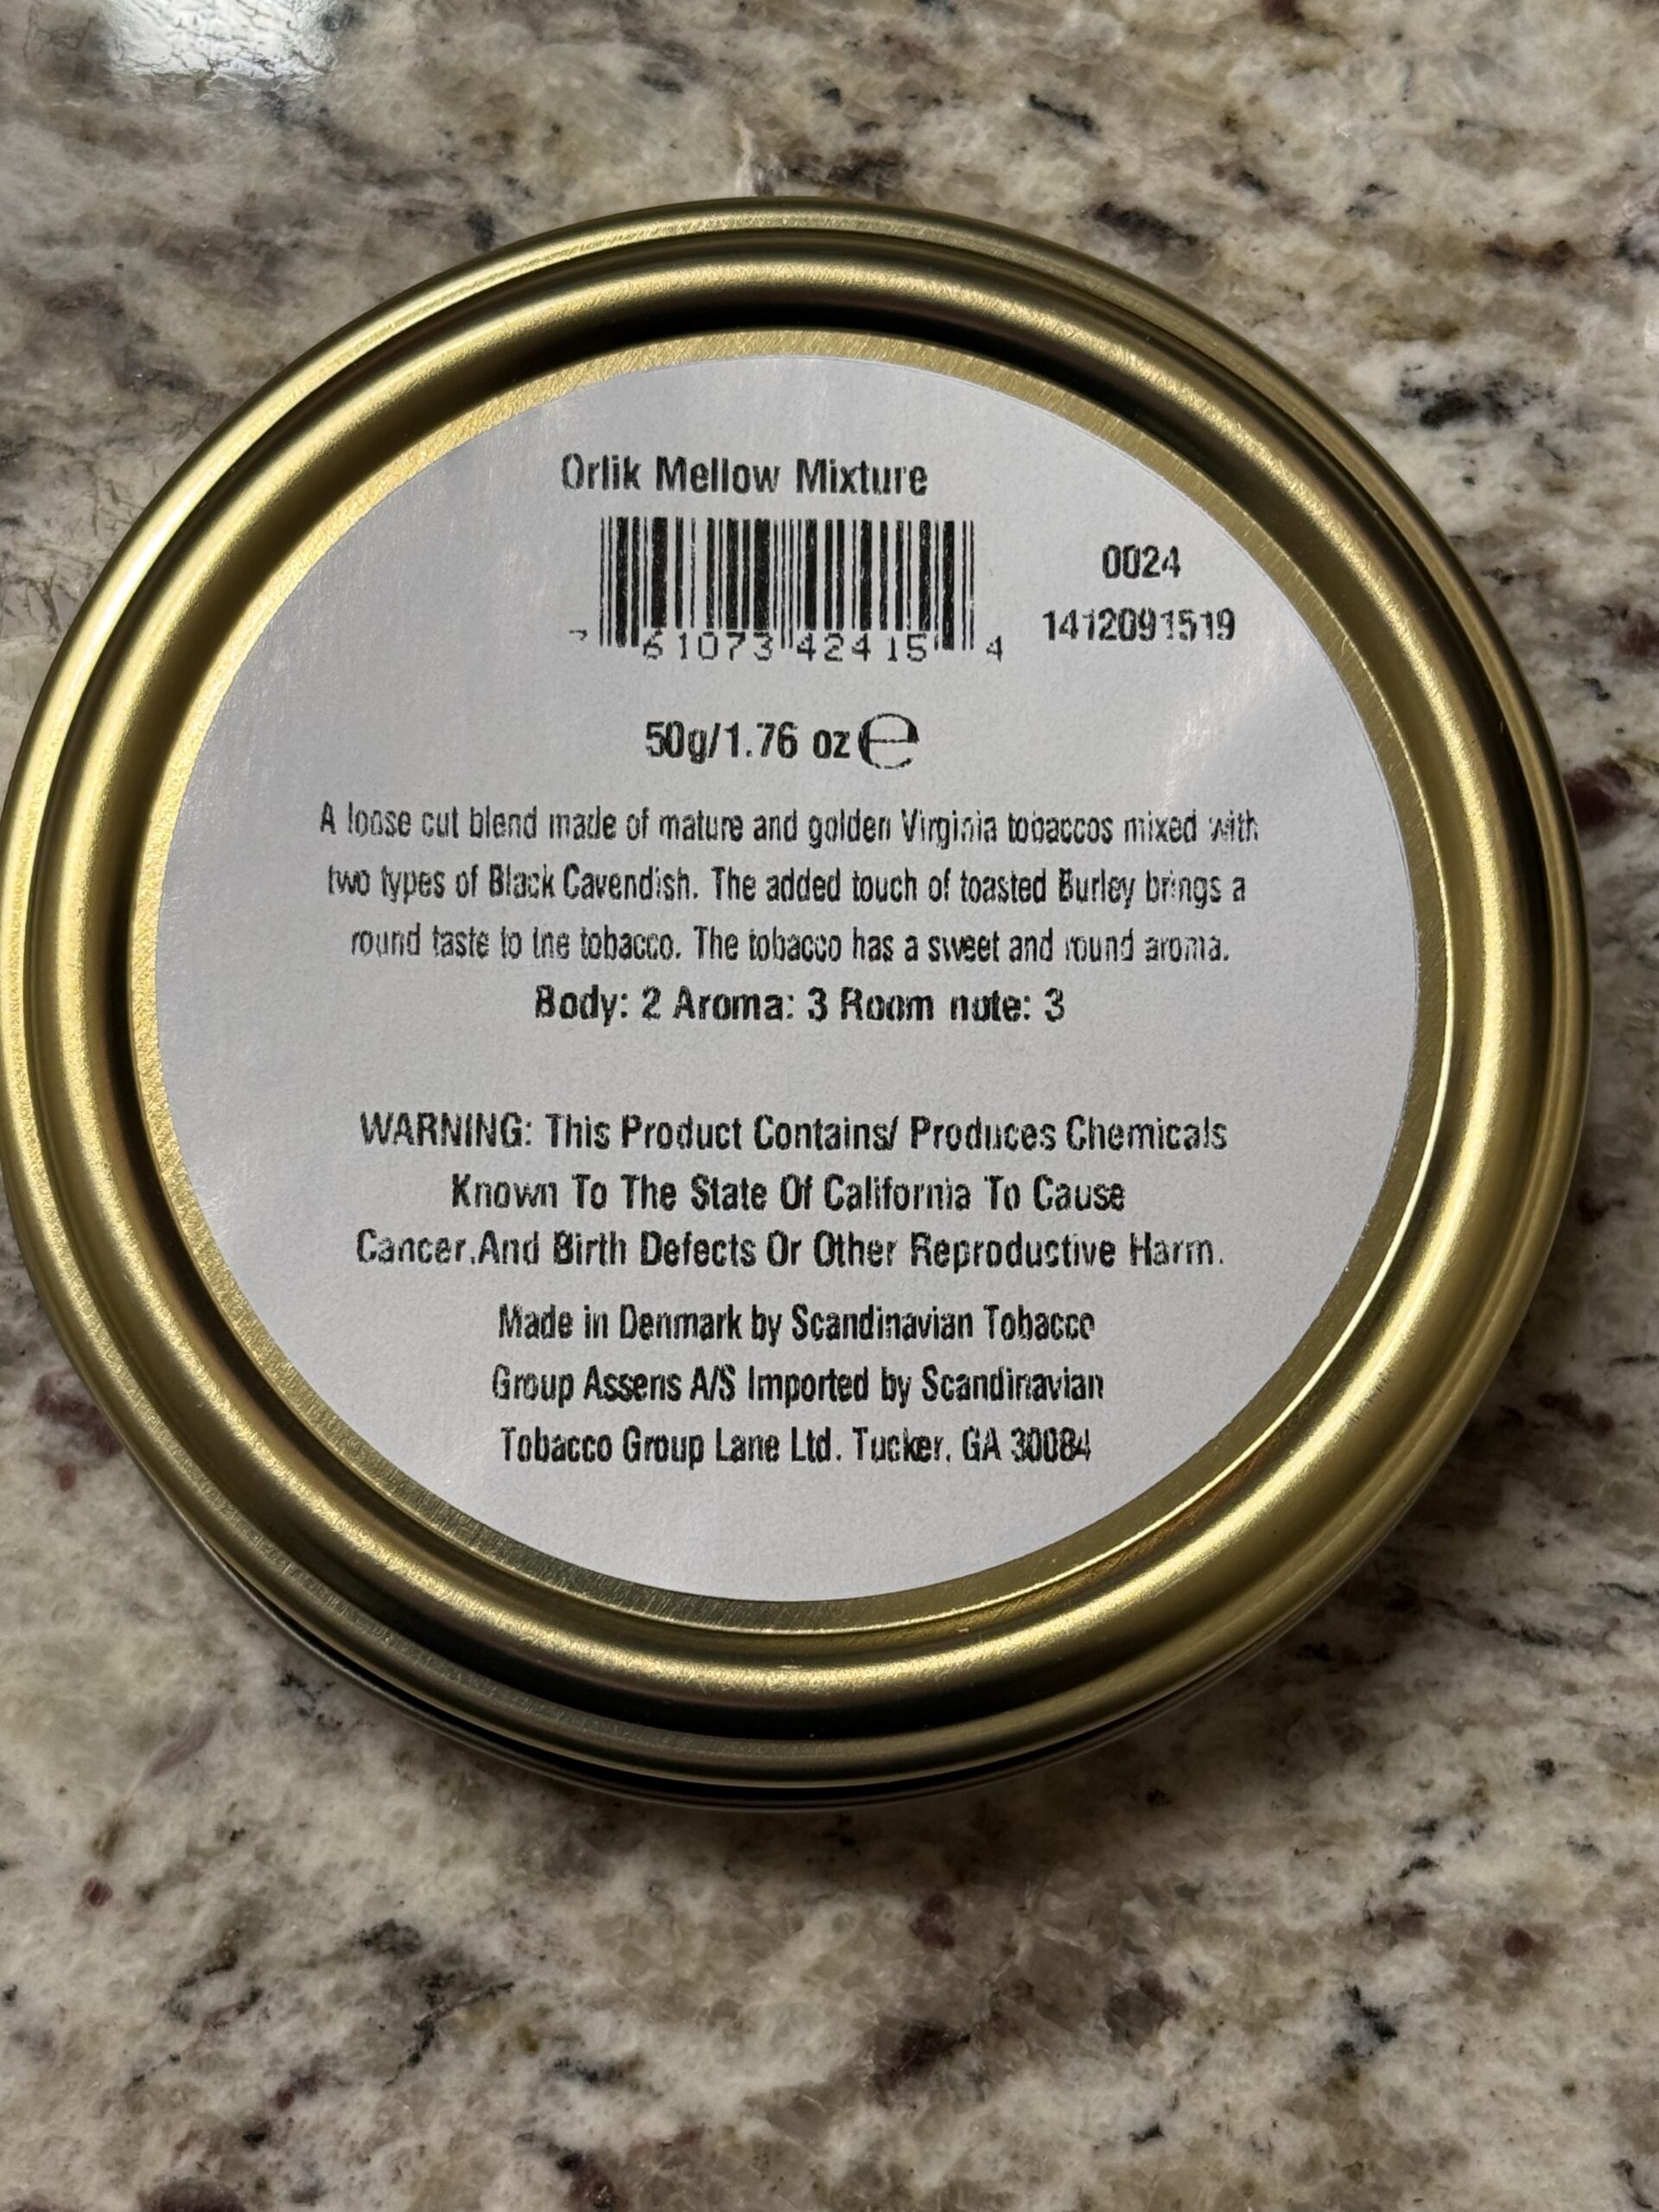 Orlik Mellow Mixture
0024
1412091519
7 61073 42415 4
50g/1.76 oz ℮
A loose cut blend made of mature and golden Virginia tobaccos mixed with
two types of Black Cavendish. The added touch of toasted Burley brings a
round taste to the tobacco. The tobacco has a sweet and round aroma.
Body: 2 Aroma: 3 Room note: 3
WARNING: This Product Contains/ Produces Chemicals
Known To The State Of California To Cause
Cancer.And Birth Defects Or Other Reproductive Harm.
Made in Denmark by Scandinavian Tobacco
Group Assens A/S Imported by Scandinavian
Tobacco Group Lane Ltd. Tucker. GA 30084